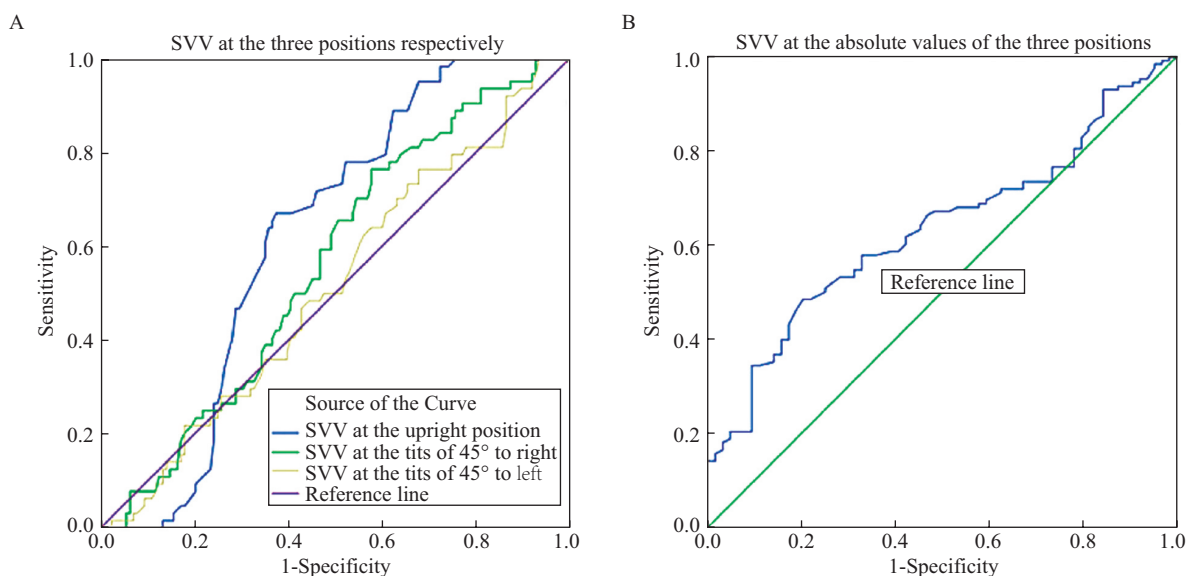 A
SVV at the three positions respectively
1.0
0.8
0.6
0.4
0.2
0.0
Sensitivity
Source of the Curve
SVV at the upright position
SVV at the tits of 45° to right
SVV at the tits of 45° to left
Reference line
0.0 0.2 0.4 0.6 0.8 1.0
1-Specificity
B
SVV at the absolute values of the three positions
1.0
0.8
0.6
0.4
0.2
0.0
Sensitivity
Reference line
0.0 0.2 0.4 0.6 0.8 1.0
1-Specificity